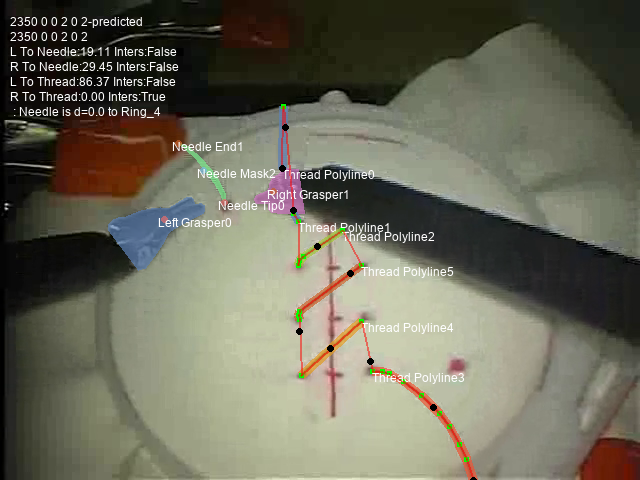 2350 0 0 2 0 2-predicted
2350 0 0 2 0 2
L To Needle:19.11 Inters:False
R To Needle:29.45 Inters:False
L To Thread:86.37 Inters:False
R To Thread:0.00 Inters:True
: Needle is d=0.0 to Ring_4
Needle End1
Needle Mask2
Thread Polyline0
Right Grasper1
Needle Tip0
Left Grasper0
Thread Polyline1
Thread Polyline2
Thread Polyline5
Thread Polyline4
Thread Polyline3